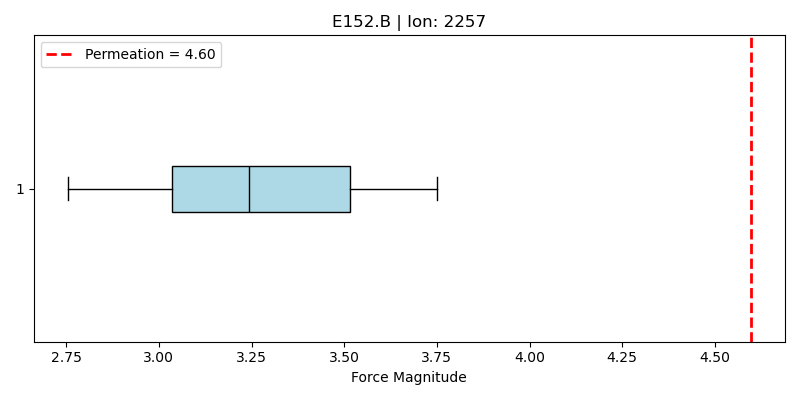 E152.B | Ion: 2257
Permeation = 4.60
1
2.75 3.00 3.25 3.50 3.75 4.00 4.25 4.50
Force Magnitude